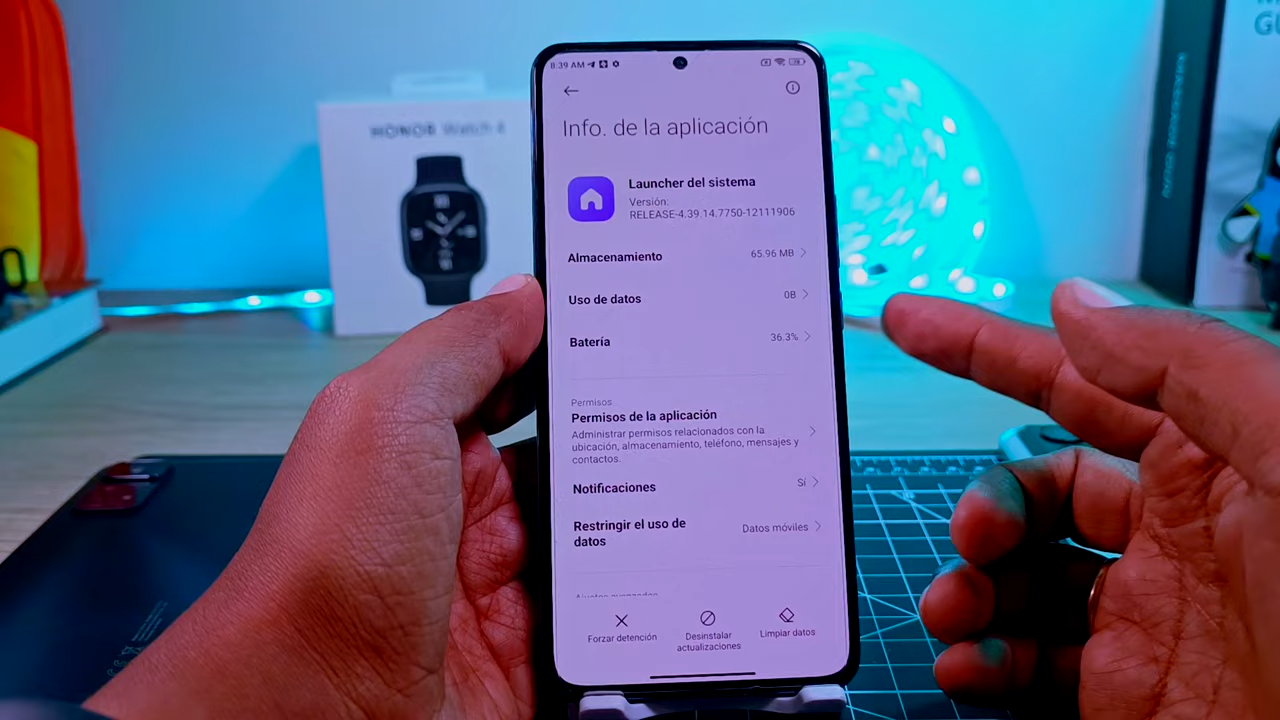 8:39 AM
Info. de la aplicación
Launcher del sistema
Versión:
RELEASE-4.39.14.7750-12111906
Almacenamiento 65.96 MB
Uso de datos 0B
Batería 36.3%
Permisos
Permisos de la aplicación
Administrar permisos relacionados con la
ubicación, almacenamiento, teléfono, mensajes y
contactos.
Notificaciones Sí
Restringir el uso de
datos Datos móviles
Ajustes avanzados
Forzar detención
Desinstalar
actualizaciones
Limpiar datos
HONOR Watch 4